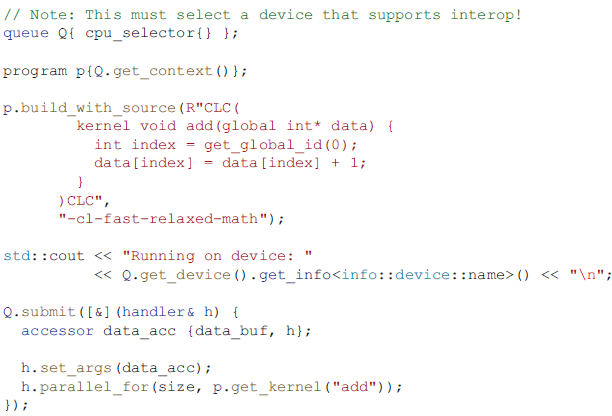 // Note: This must select a device that supports interop!
queue Q{ cpu_selector{} };

program p{Q.get_context()};

p.build_with_source(R"CLC(
        kernel void add(global int* data) {
          int index = get_global_id(0);
          data[index] = data[index] + 1;
        }
      )CLC",
      "-cl-fast-relaxed-math");

std::cout << "Running on device: "
          << Q.get_device().get_info<info::device::name>() << "\n";

Q.submit([&](handler& h) {
  accessor data_acc {data_buf, h};

  h.set_args(data_acc);
  h.parallel_for(size, p.get_kernel("add"));
});